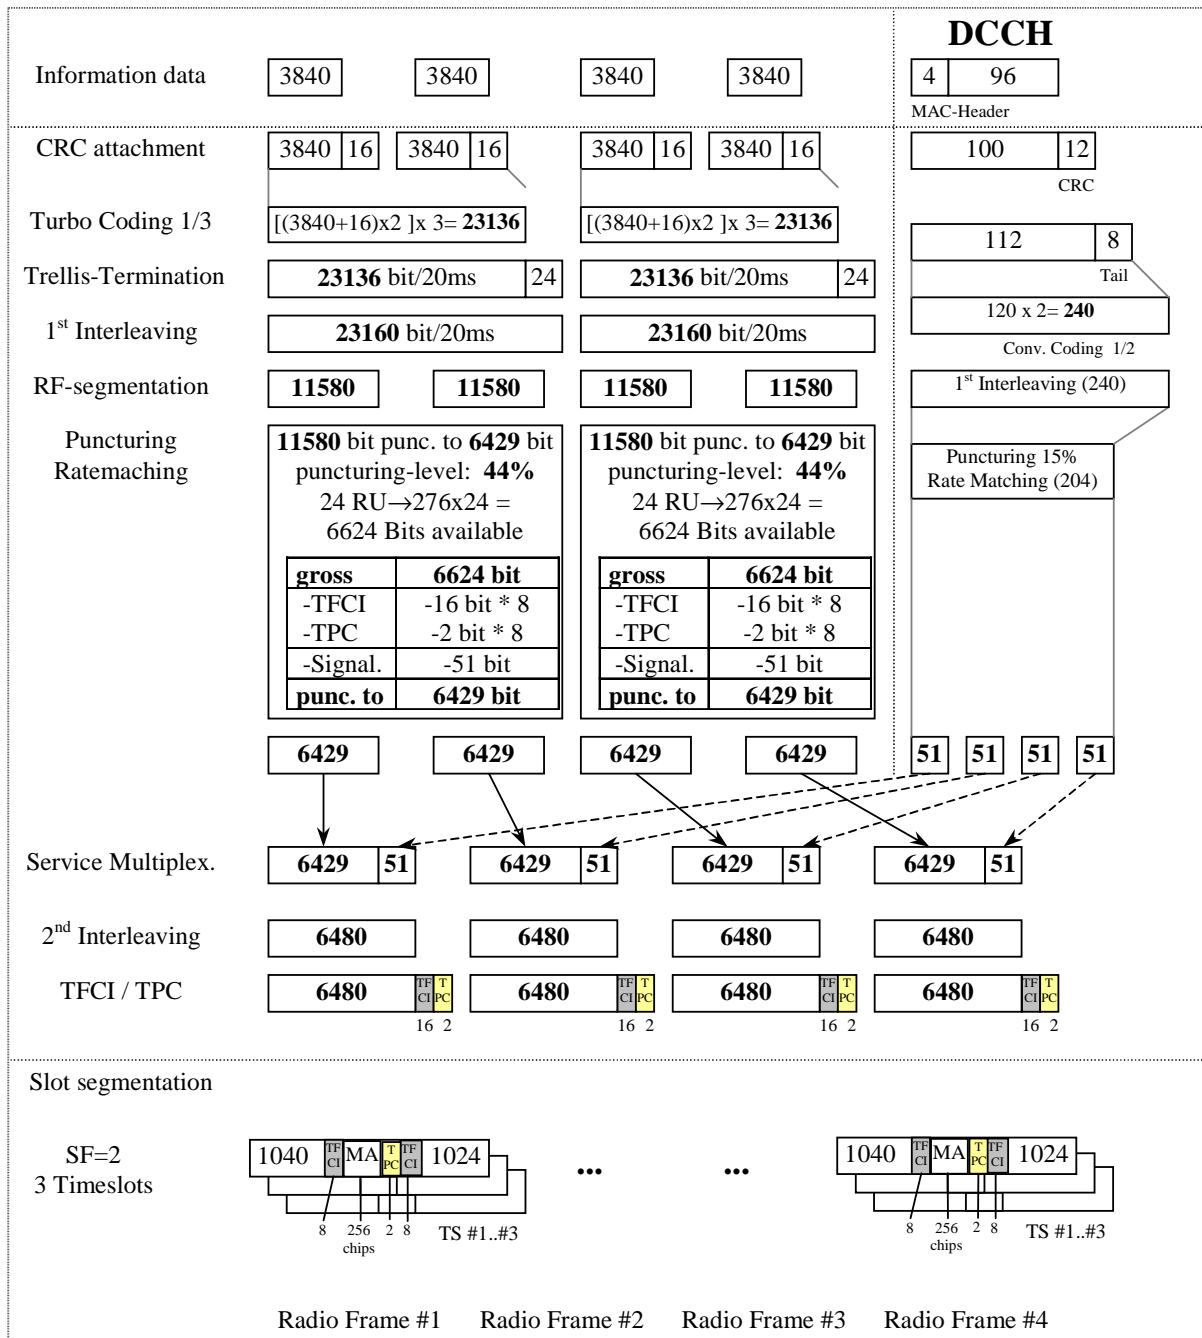 DCCH
Information data 3840 3840 3840 3840 4 96
MAC-Header
CRC attachment 3840 16 3840 16 3840 16 3840 16 100 12
CRC
Turbo Coding 1/3 [(3840+16)x2 ]x 3= 23136 [(3840+16)x2 ]x 3= 23136 112 8
Trellis-Termination 23136 bit/20ms 24 23136 bit/20ms 24 Tail
1st Interleaving 23160 bit/20ms 23160 bit/20ms 120 x 2= 240
Conv. Coding 1/2
RF-segmentation 11580 11580 11580 11580 1st Interleaving (240)
Puncturing
Ratemaching
11580 bit punc. to 6429 bit
puncturing-level: 44%
24 RU→276x24 =
6624 Bits available
gross 6624 bit
-TFCI -16 bit * 8
-TPC -2 bit * 8
-Signal. -51 bit
punc. to 6429 bit
11580 bit punc. to 6429 bit
puncturing-level: 44%
24 RU→276x24 =
6624 Bits available
gross 6624 bit
-TFCI -16 bit * 8
-TPC -2 bit * 8
-Signal. -51 bit
punc. to 6429 bit
Puncturing 15%
Rate Matching (204)
6429 6429 6429 6429 51 51 51 51
Service Multiplex. 6429 51 6429 51 6429 51 6429 51
2nd Interleaving 6480 6480 6480 6480
TFCI / TPC 6480 TF CI T PC 6480 TF CI T PC 6480 TF CI T PC 6480 TF CI T PC
16 2 16 2 16 2 16 2
Slot segmentation
SF=2
3 Timeslots
1040 TF CI MA T PC TF CI 1024 ... ... 1040 TF CI MA T PC TF CI 1024
8 256 2 8 TS #1..#3 8 256 2 8 TS #1..#3
chips chips
Radio Frame #1 Radio Frame #2 Radio Frame #3 Radio Frame #4